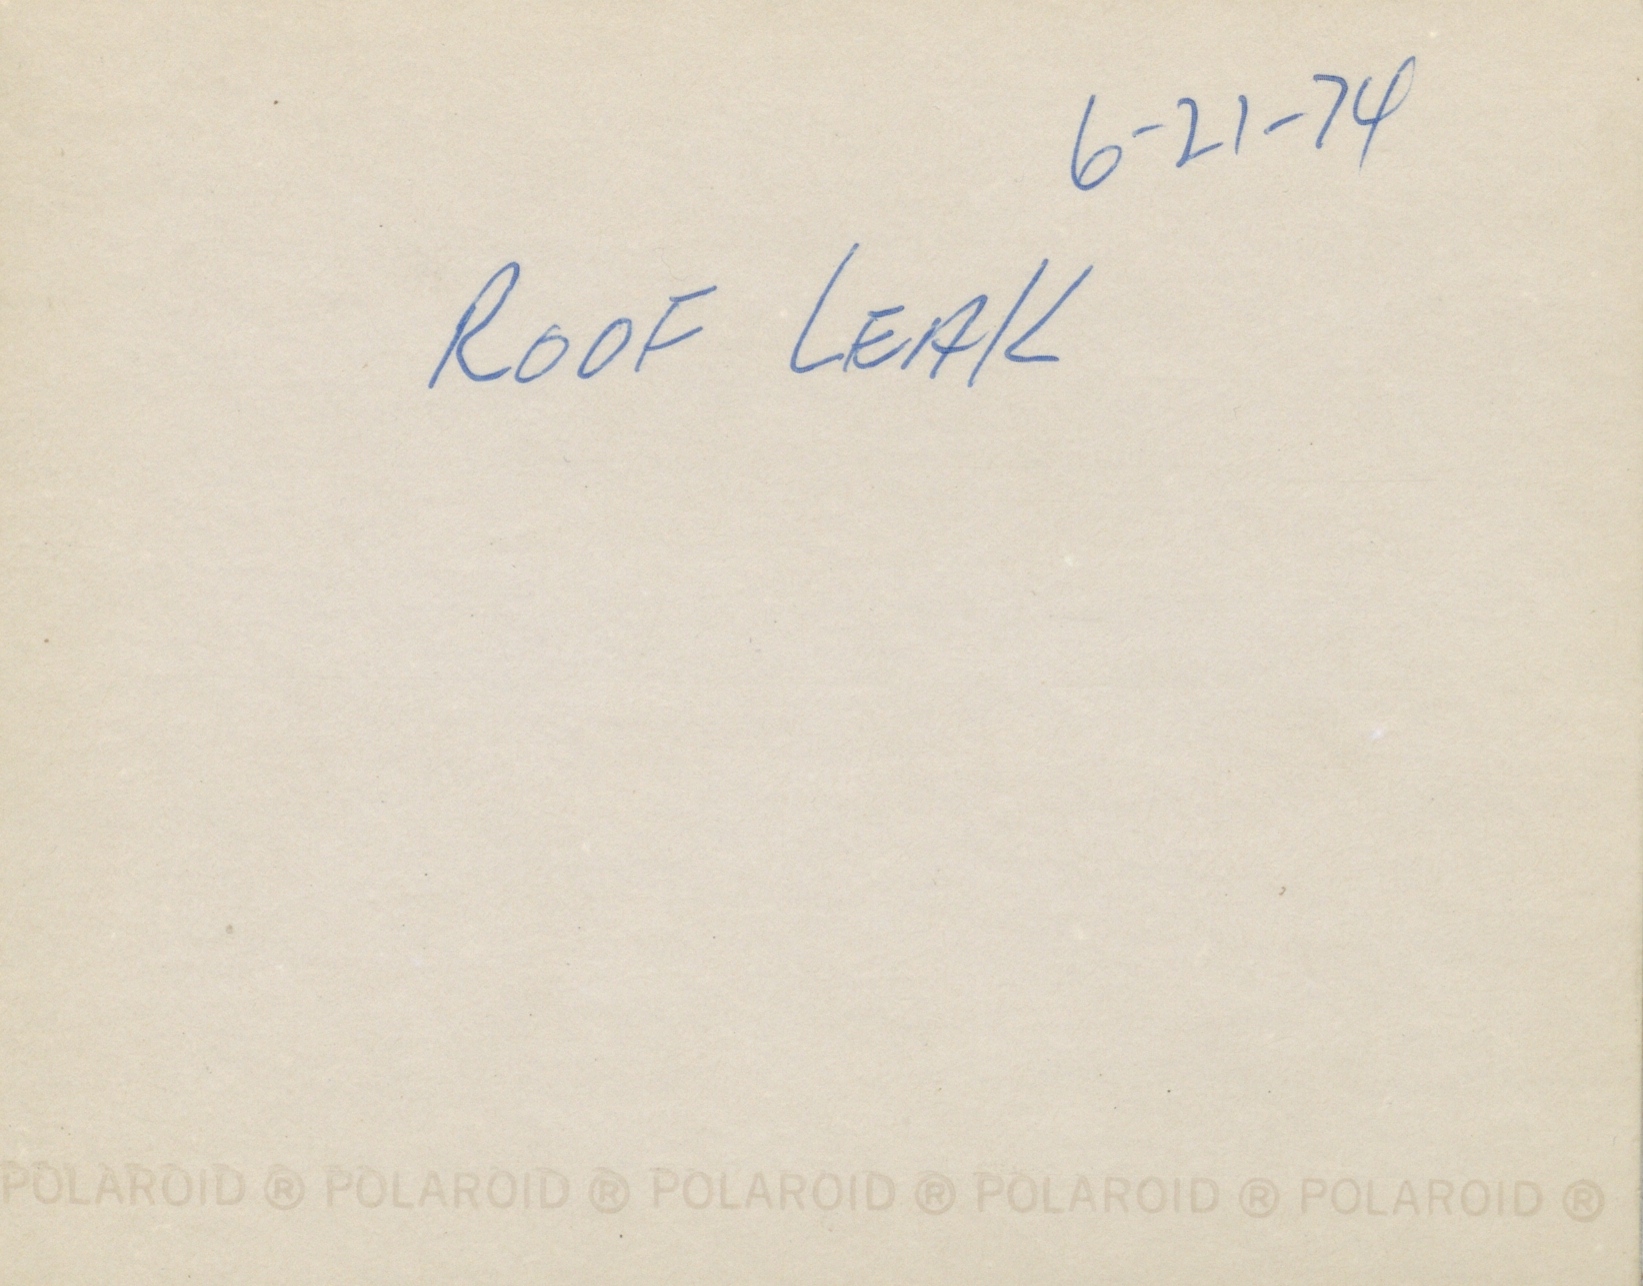 6-21-74
ROOF LEAK
POLAROID ® POLAROID ® POLAROID ® POLAROID ® POLAROID ®